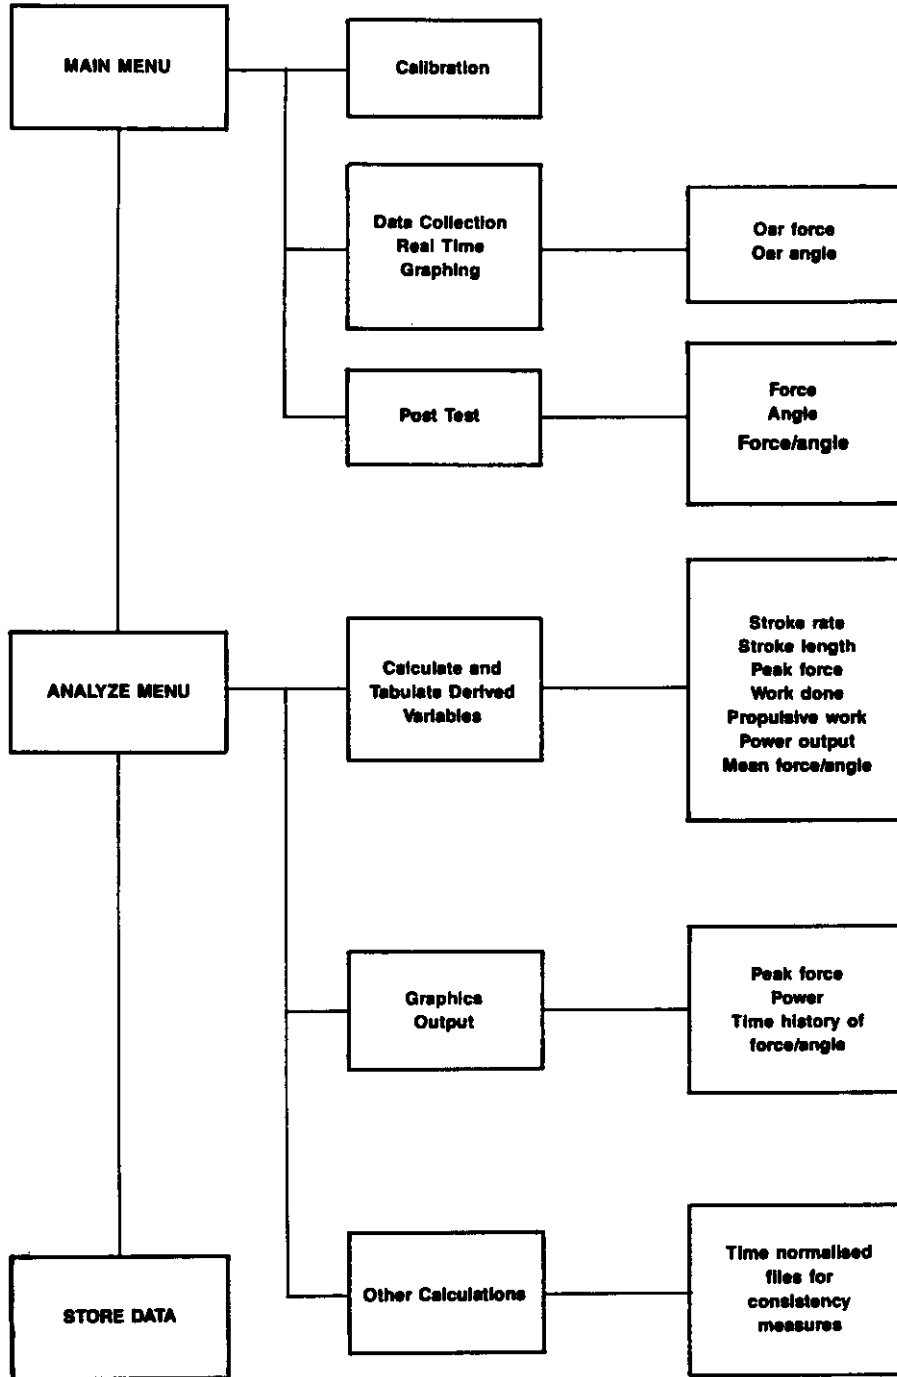 MAIN MENU
Calibration
Data Collection
Real Time
Graphing
Oar force
Oar angle
Post Test
Force
Angle
Force/angle
ANALYZE MENU
Calculate and
Tabulate Derived
Variables
Stroke rate
Stroke length
Peak force
Work done
Propulsive work
Power output
Mean force/angle
Graphics
Output
Peak force
Power
Time history of
force/angle
STORE DATA
Other Calculations
Time normalised
files for
consistency
measures